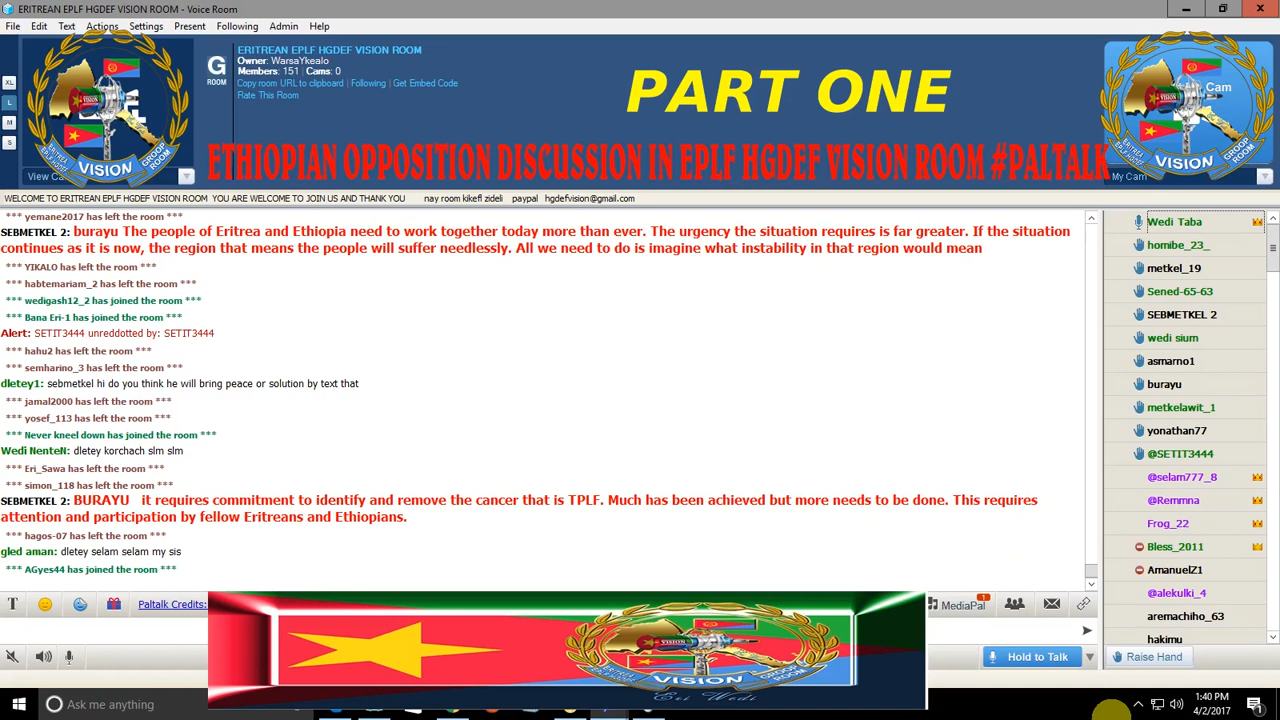 ERITREAN EPLF HGDEF VISION ROOM - Voice Room
File Edit Text Actions Settings Present Following Admin Help
XL
L
M
S
G
ROOM
ERITREAN EPLF HGDEF VISION ROOM
Owner: WarsaYkealo
Members: 151 | Cams: 0
Copy room URL to clipboard | Following | Get Embed Code
Rate This Room
PART ONE
ETHIOPIAN OPPOSITION DISCUSSION IN EPLF HGDEF VISION ROOM #PALTALK
VISION
VISION
My Cam
WELCOME TO ERITREAN EPLF HGDEF VISION ROOM YOU ARE WELCOME TO JOIN US AND THANK YOU nay room kikefl zideli paypal hgdefvision@gmail.com
*** yemane2017 has left the room ***
SEBMETKEL 2: burayu The people of Eritrea and Ethiopia need to work together today more than ever. The urgency the situation requires is far greater. If the situation
continues as it is now, the region that means the people will suffer needlessly. All we need to do is imagine what instability in that region would mean
*** YIKALO has left the room ***
*** habtemariam_2 has left the room ***
*** wedigash12_2 has joined the room ***
*** Bana Eri-1 has joined the room ***
Alert: SETIT3444 unreddotted by: SETIT3444
*** hahu2 has left the room ***
*** semharino_3 has left the room ***
dletey1: sebmetkel hi do you think he will bring peace or solution by text that
*** jamal2000 has left the room ***
*** yosef_113 has left the room ***
*** Never kneel down has joined the room ***
Wedi NenteN: dletey korchach slm slm
*** Eri_Sawa has left the room ***
*** simon_118 has left the room ***
SEBMETKEL 2: BURAYU it requires commitment to identify and remove the cancer that is TPLF. Much has been achieved but more needs to be done. This requires
attention and participation by fellow Eritreans and Ethiopians.
*** hagos-07 has left the room ***
gled aman: dletey selam selam my sis
*** AGyes44 has joined the room ***
Wedi Taba
homibe_23_
metkel_19
Sened-65-63
SEBMETKEL 2
wedi sium
asmarno1
burayu
metkelawit_1
yonathan77
@SETIT3444
@selam777_8
@Remmna
Frog_22
Bless_2011
AmanuelZ1
@alekulki_4
aremachiho_63
hakimu
Paltalk Credits:
MediaPal
1
VISION
Eri Wedi
Hold to Talk
Raise Hand
Ask me anything
1:40 PM
4/2/2017